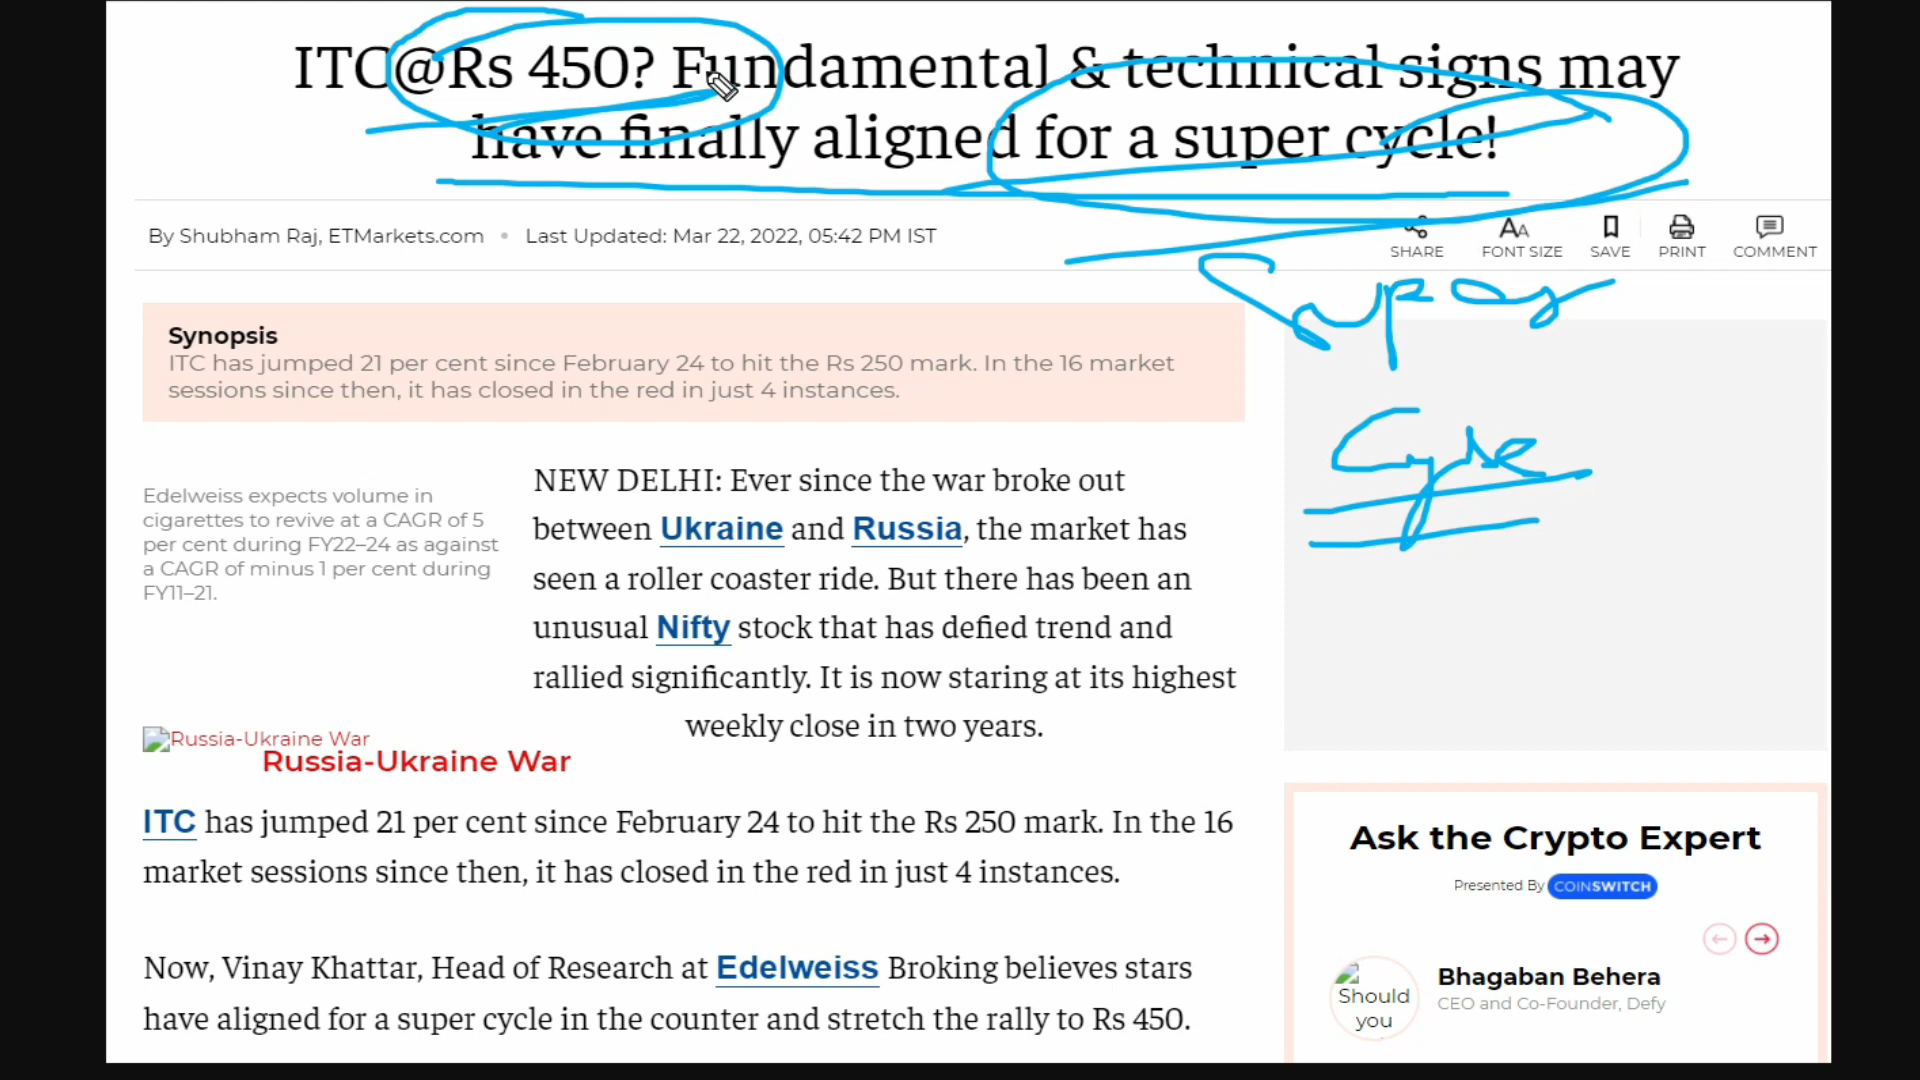 ITC@Rs 450? Fundamental & technical signs may
have finally aligned for a super cycle!
By Shubham Raj, ETMarkets.com • Last Updated: Mar 22, 2022, 05:42 PM IST
SHARE
AA
FONT SIZE
SAVE
PRINT
COMMENT
Super
Cycle
Synopsis
ITC has jumped 21 per cent since February 24 to hit the Rs 250 mark. In the 16 market
sessions since then, it has closed in the red in just 4 instances.
Edelweiss expects volume in
cigarettes to revive at a CAGR of 5
per cent during FY22–24 as against
a CAGR of minus 1 per cent during
FY11–21.
NEW DELHI: Ever since the war broke out
between Ukraine and Russia, the market has
seen a roller coaster ride. But there has been an
unusual Nifty stock that has defied trend and
rallied significantly. It is now staring at its highest
weekly close in two years.
Russia-Ukraine War
Russia-Ukraine War
ITC has jumped 21 per cent since February 24 to hit the Rs 250 mark. In the 16
market sessions since then, it has closed in the red in just 4 instances.
Now, Vinay Khattar, Head of Research at Edelweiss Broking believes stars
have aligned for a super cycle in the counter and stretch the rally to Rs 450.
Ask the Crypto Expert
Presented By COINSWITCH
Should
you
Bhagaban Behera
CEO and Co-Founder, Defy